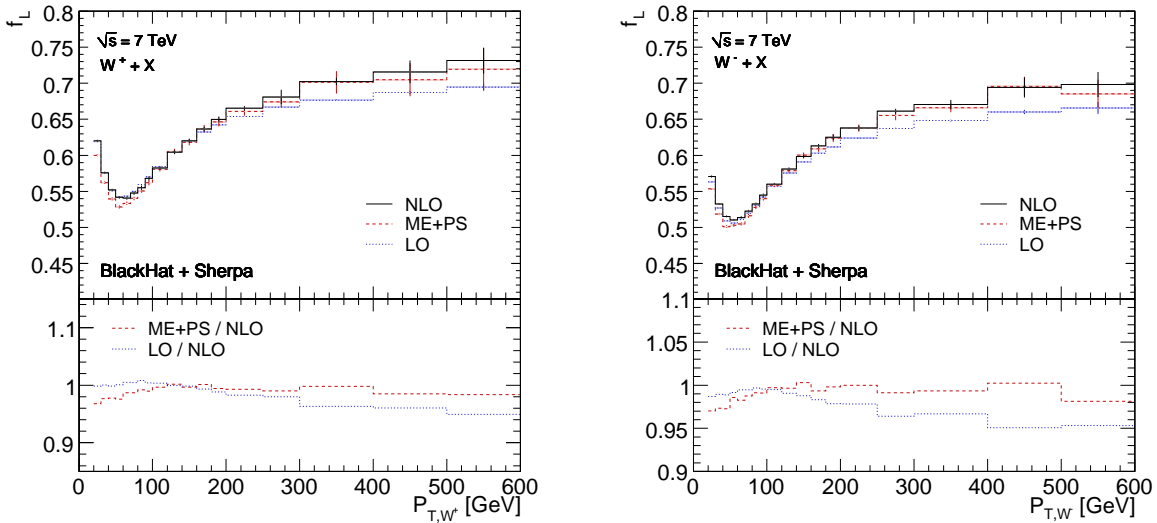 f_L
0.8
0.75
0.7
0.65
0.6
0.55
0.5
0.45
√s = 7 TeV
W⁺ + X
NLO
ME+PS
LO
BlackHat + Sherpa
1.1
1
0.9
ME+PS / NLO
LO / NLO
0 100 200 300 400 500 600
P_T,W⁺ [GeV]
f_L
0.8
0.75
0.7
0.65
0.6
0.55
0.5
0.45
√s = 7 TeV
W⁻ + X
NLO
ME+PS
LO
BlackHat + Sherpa
1.1
1.05
1
0.95
0.9
ME+PS / NLO
LO / NLO
0 100 200 300 400 500 600
P_T,W⁻ [GeV]